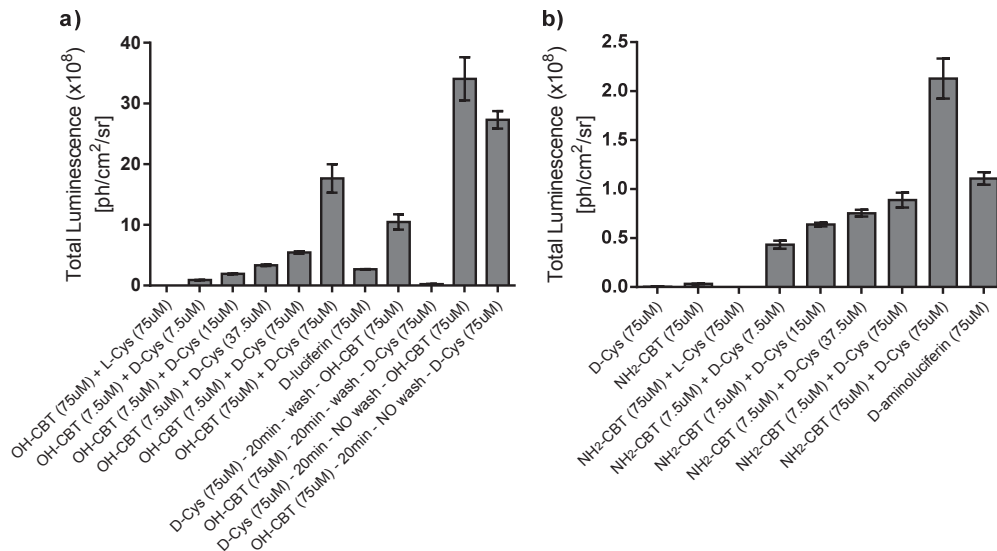 a)
Total Luminescence (x10⁸)
[ph/cm²/sr]
40
30
20
10
0
OH-CBT (75uM) + L-Cys (75uM)
OH-CBT (7.5uM) + D-Cys (7.5uM)
OH-CBT (7.5uM) + D-Cys (15uM)
OH-CBT (7.5uM) + D-Cys (37.5uM)
OH-CBT (7.5uM) + D-Cys (75uM)
OH-CBT (75uM) + D-Cys (75uM)
D-luciferin (75uM)
D-Cys (75uM) - 20min - wash - OH-CBT (75uM)
OH-CBT (75uM) - 20min - wash - D-Cys (75uM)
D-Cys (75uM) - 20min - NO wash - OH-CBT (75uM)
OH-CBT (75uM) - 20min - NO wash - D-Cys (75uM)
b)
Total Luminescence (x10⁸)
[ph/cm²/sr]
2.5
2.0
1.5
1.0
0.5
0.0
D-Cys (75uM)
NH₂-CBT (75uM)
NH₂-CBT (75uM) + L-Cys (75uM)
NH₂-CBT (7.5uM) + D-Cys (7.5uM)
NH₂-CBT (7.5uM) + D-Cys (15uM)
NH₂-CBT (7.5uM) + D-Cys (37.5uM)
NH₂-CBT (7.5uM) + D-Cys (75uM)
NH₂-CBT (75uM) + D-Cys (75uM)
D-aminoluciferin (75uM)